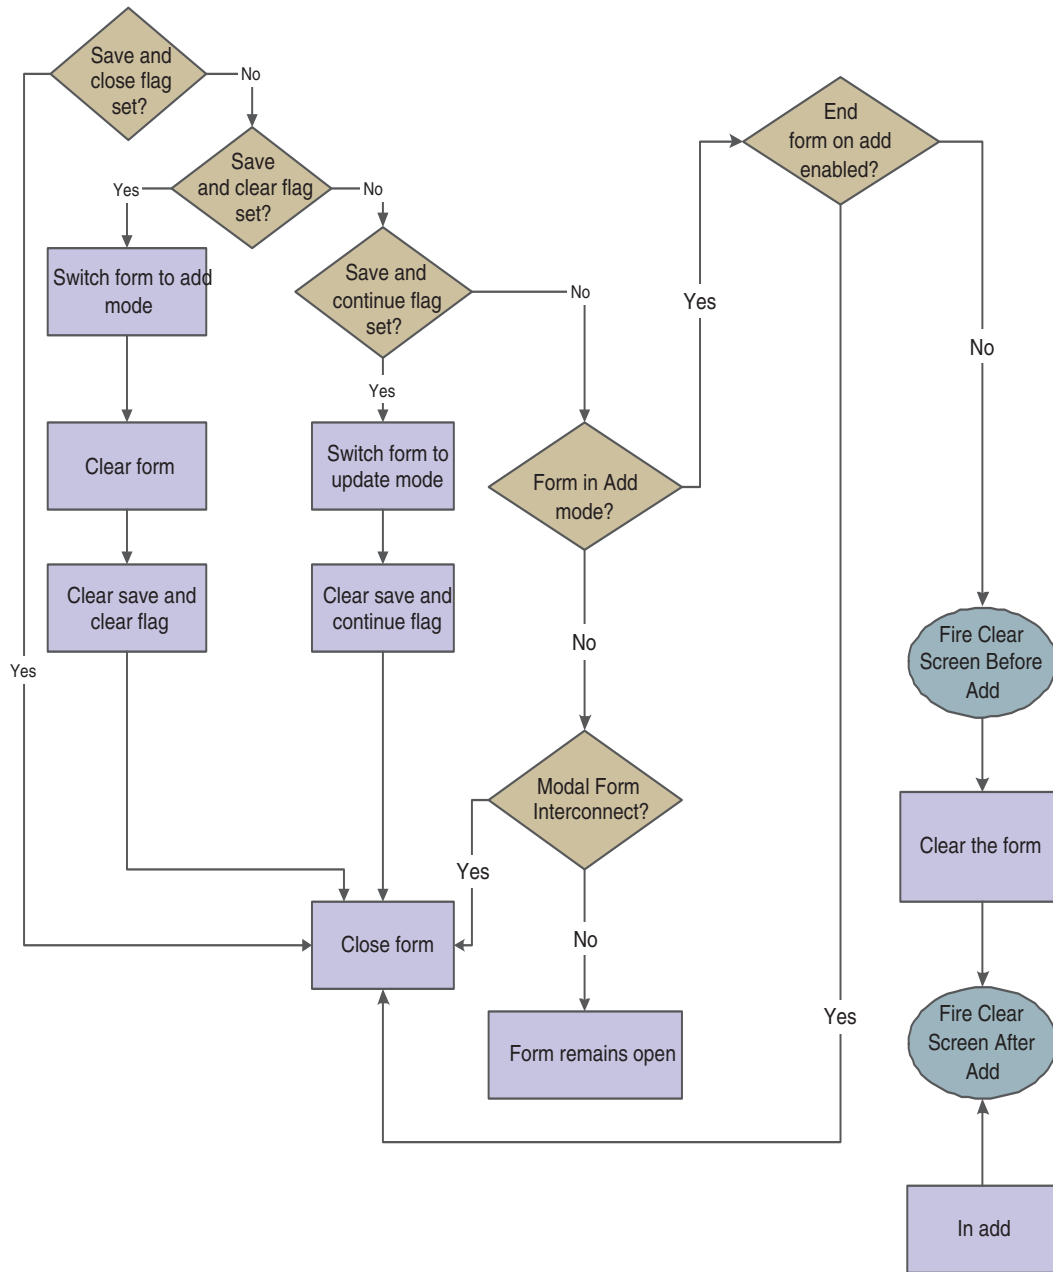 Save and
close flag
set?
No
Save
and clear flag
set?
Yes
No
End
form on add
enabled?
Switch form to add
mode
Save and
continue flag
set?
No
Yes
No
Yes
Clear form
Switch form to
update mode
Form in Add
mode?
Clear save and
clear flag
Clear save and
continue flag
Yes
No
Fire Clear
Screen Before
Add
Modal Form
Interconnect?
Yes
Clear the form
Close form
No
Yes
Form remains open
Fire Clear
Screen After
Add
In add